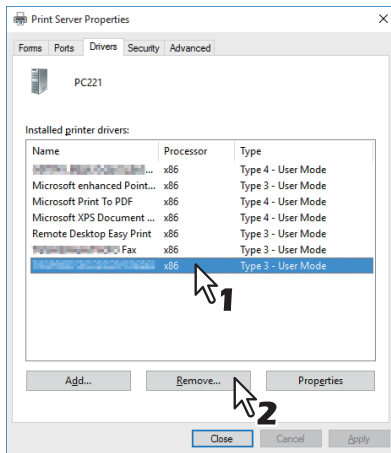 Print Server Properties
Forms Ports Drivers Security Advanced
PC221
Installed printer drivers:
Name Processor Type
... x86 Type 4 - User Mode
Microsoft enhanced Point... x86 Type 3 - User Mode
Microsoft Print To PDF x86 Type 4 - User Mode
Microsoft XPS Document ... x86 Type 4 - User Mode
Remote Desktop Easy Print x86 Type 3 - User Mode
Fax x86 Type 3 - User Mode
x86 Type 3 - User Mode
1
Add... Remove... Properties
2
Close Cancel Apply